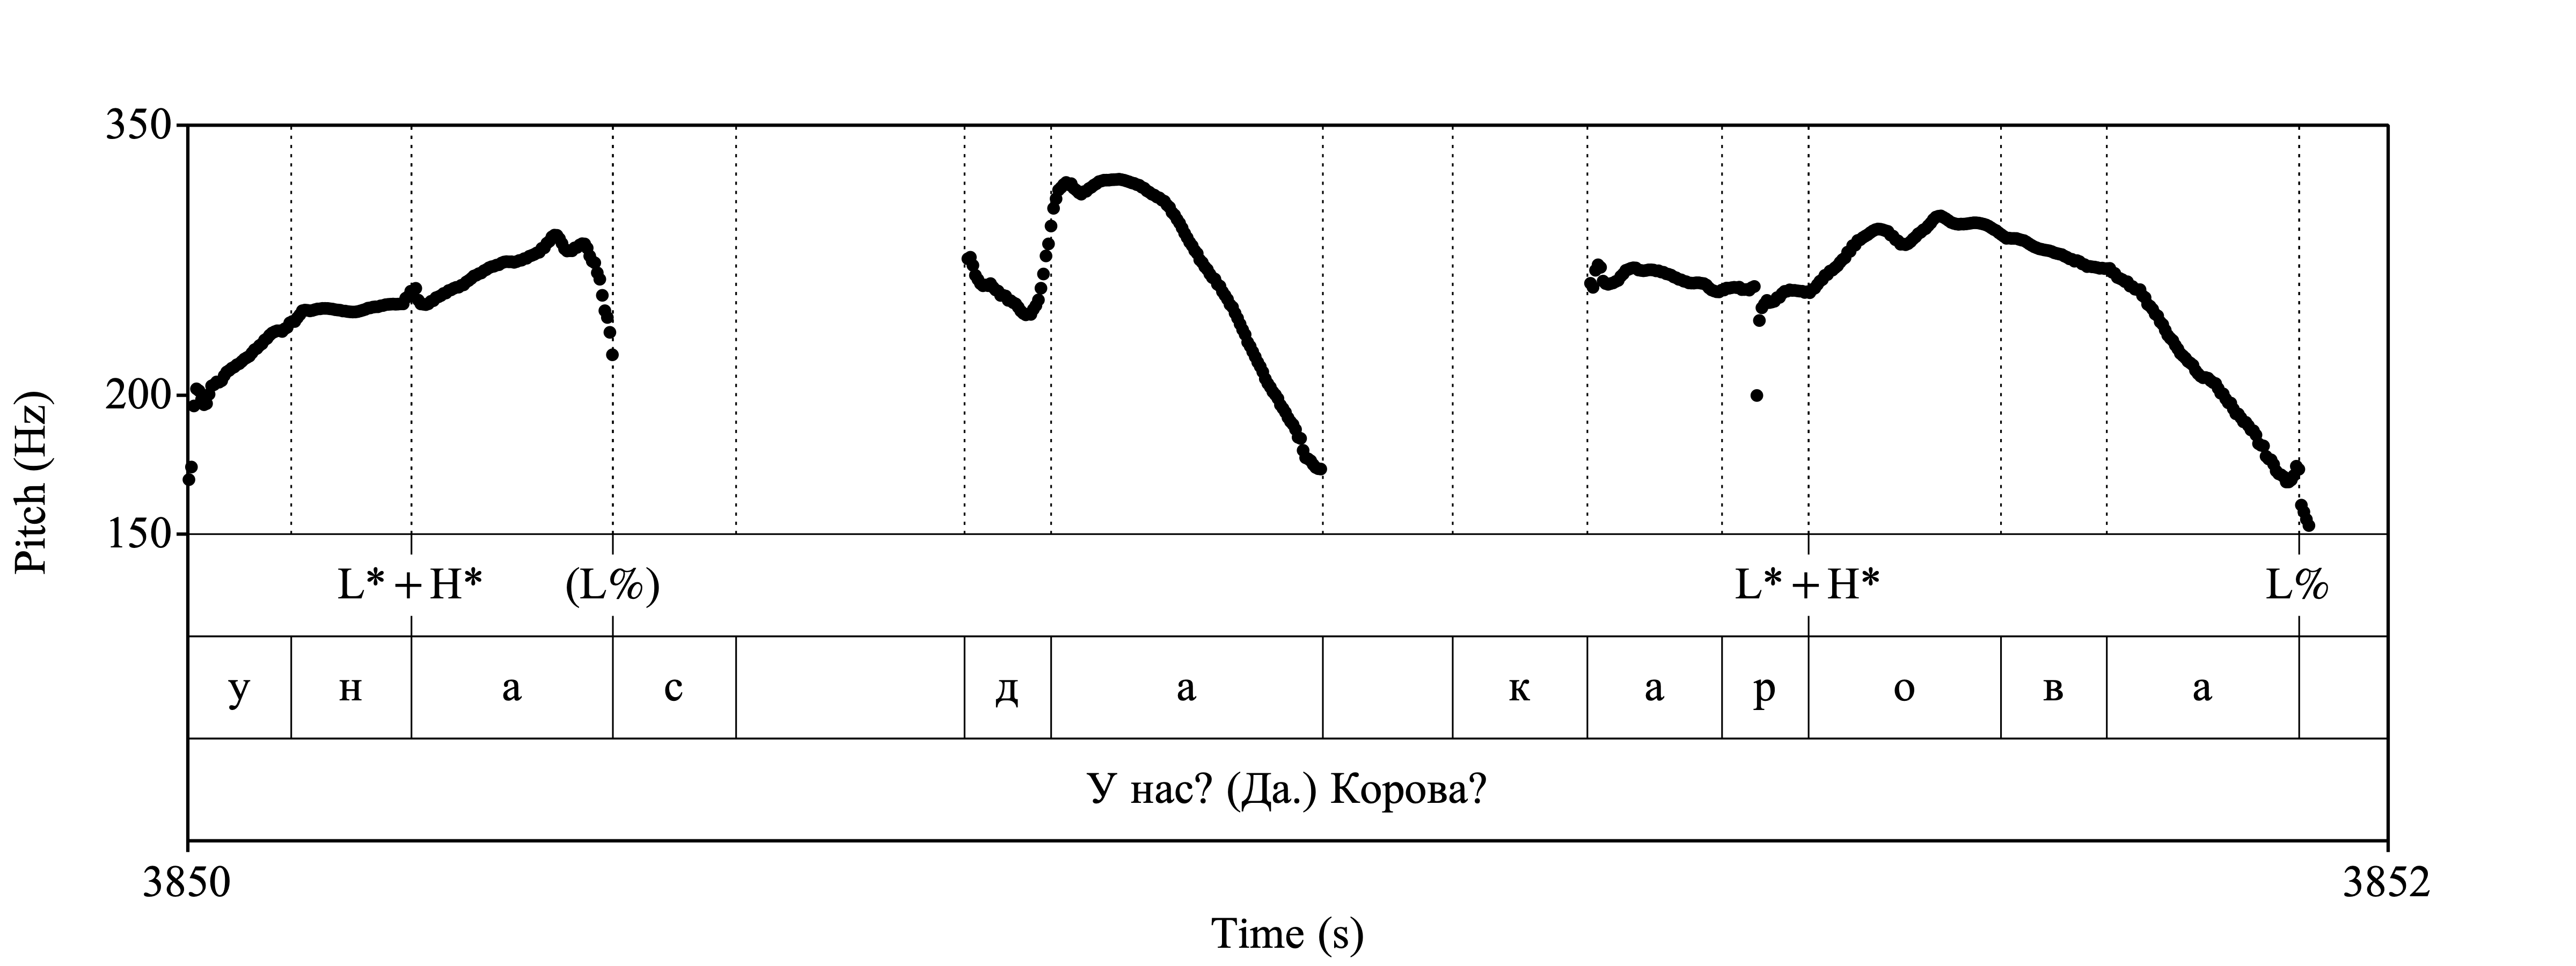 350
200
150
Pitch (Hz)
L* + H* (L%) L* + H* L%
у н а с д а к а р о в а
У нас? (Да.) Корова?
3850 3852
Time (s)